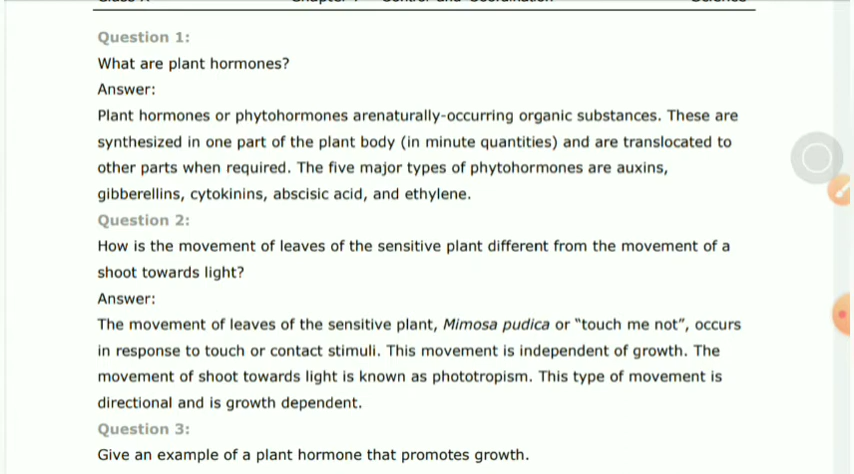 Question 1:
What are plant hormones?
Answer:
Plant hormones or phytohormones arenaturally-occurring organic substances. These are
synthesized in one part of the plant body (in minute quantities) and are translocated to
other parts when required. The five major types of phytohormones are auxins,
gibberellins, cytokinins, abscisic acid, and ethylene.
Question 2:
How is the movement of leaves of the sensitive plant different from the movement of a
shoot towards light?
Answer:
The movement of leaves of the sensitive plant, Mimosa pudica or “touch me not”, occurs
in response to touch or contact stimuli. This movement is independent of growth. The
movement of shoot towards light is known as phototropism. This type of movement is
directional and is growth dependent.
Question 3:
Give an example of a plant hormone that promotes growth.